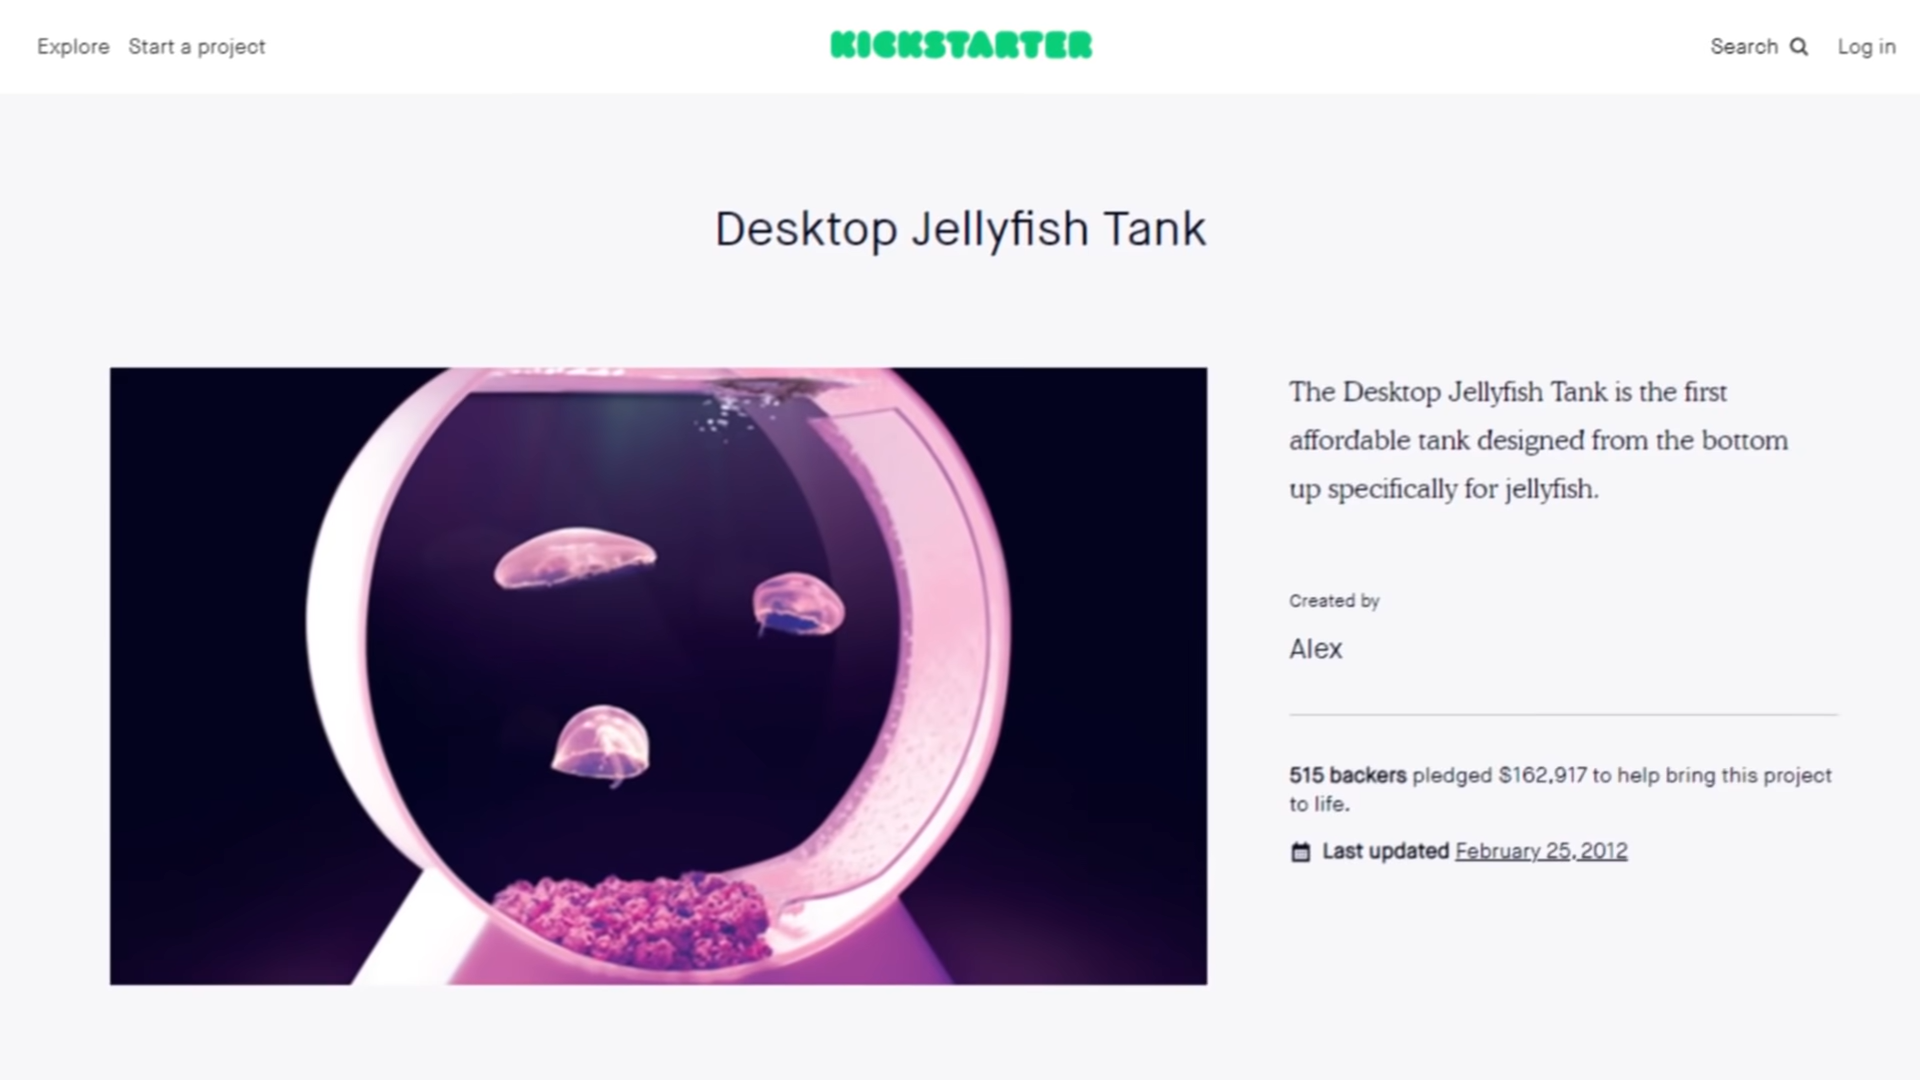 Explore Start a project KICKSTARTER Search Log in
Desktop Jellyfish Tank
The Desktop Jellyfish Tank is the first
affordable tank designed from the bottom
up specifically for jellyfish.
Created by
Alex
515 backers pledged $162,917 to help bring this project
to life.
Last updated February 25, 2012